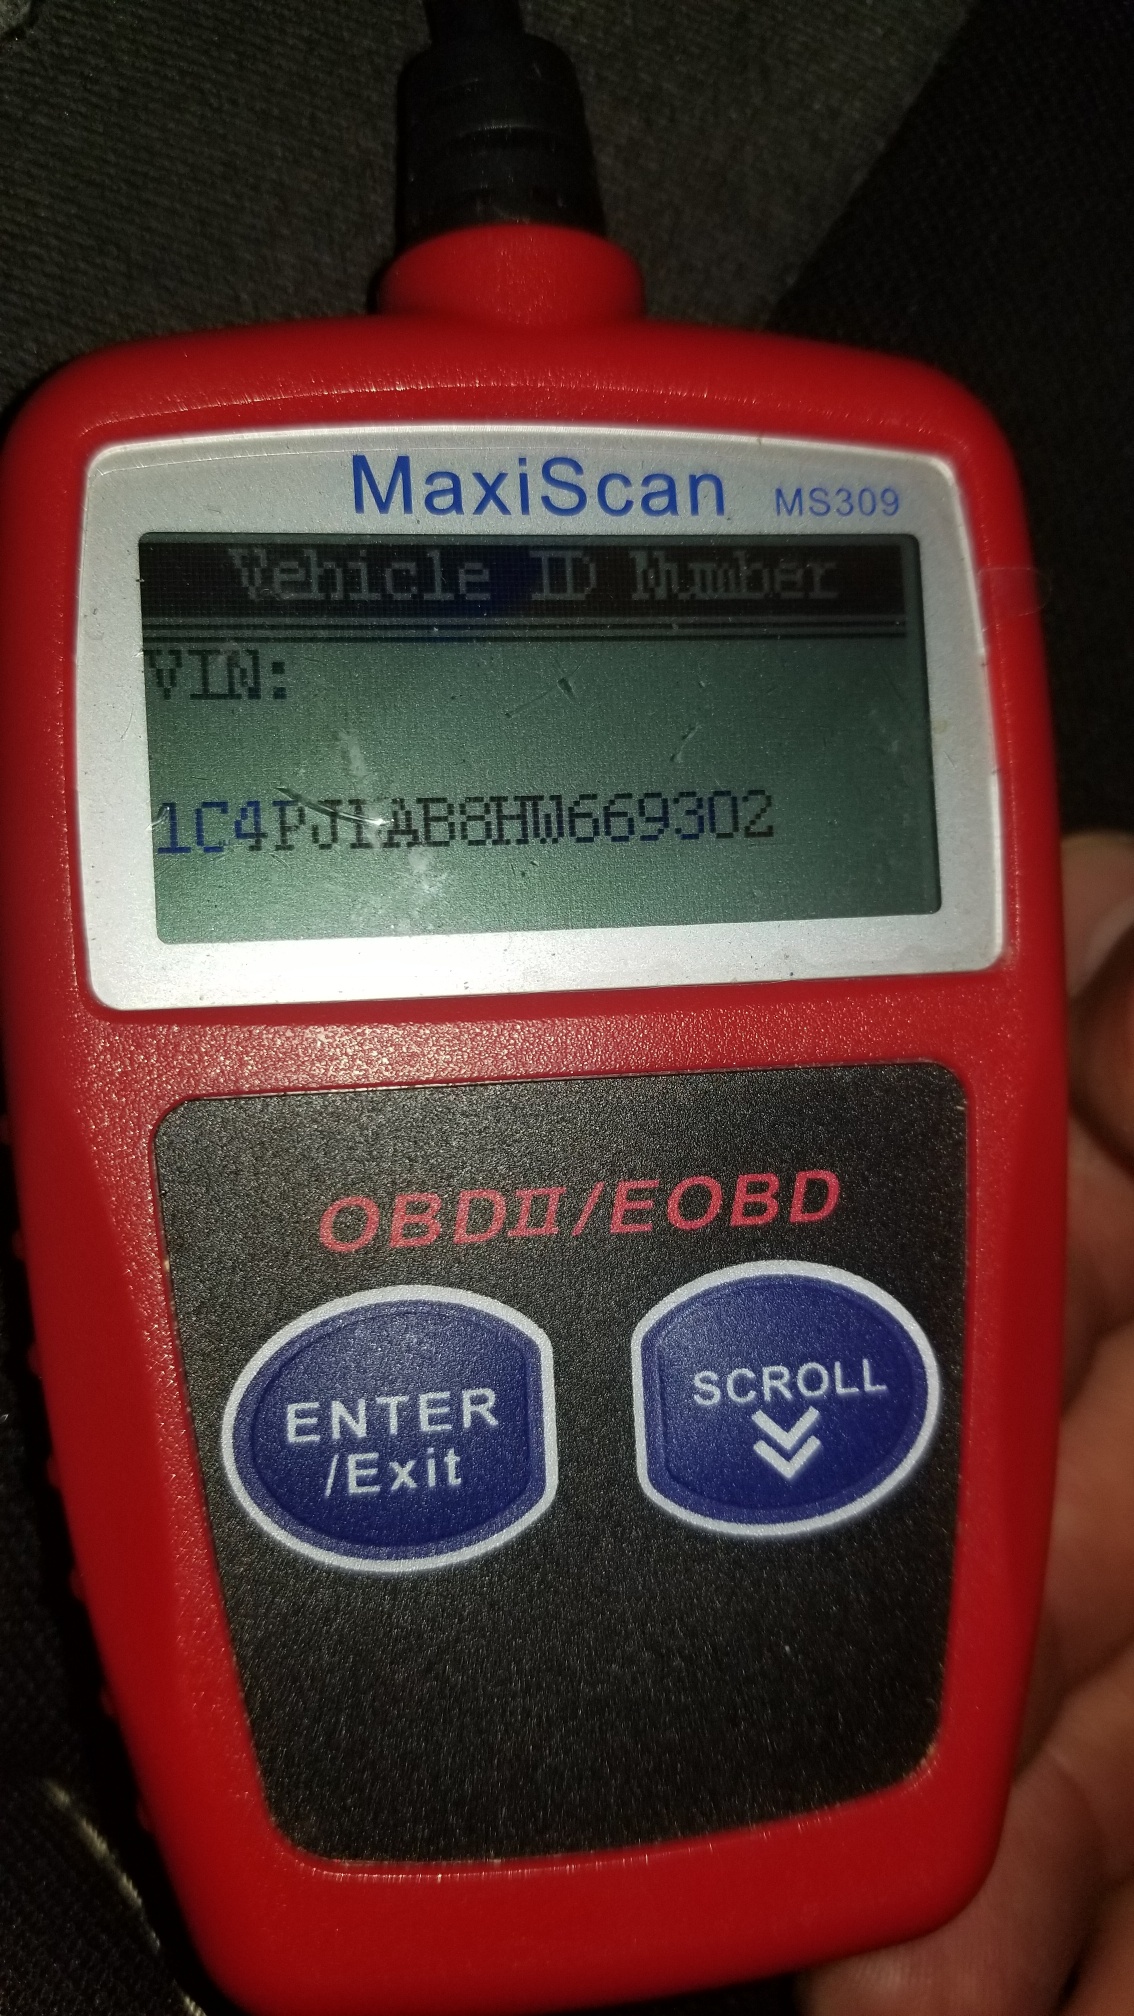 MaxiScan MS309
Vehicle ID Number
VIN:
1C4PJ1AB8HW669302
OBDII/EOBD
ENTER
/Exit
SCROLL